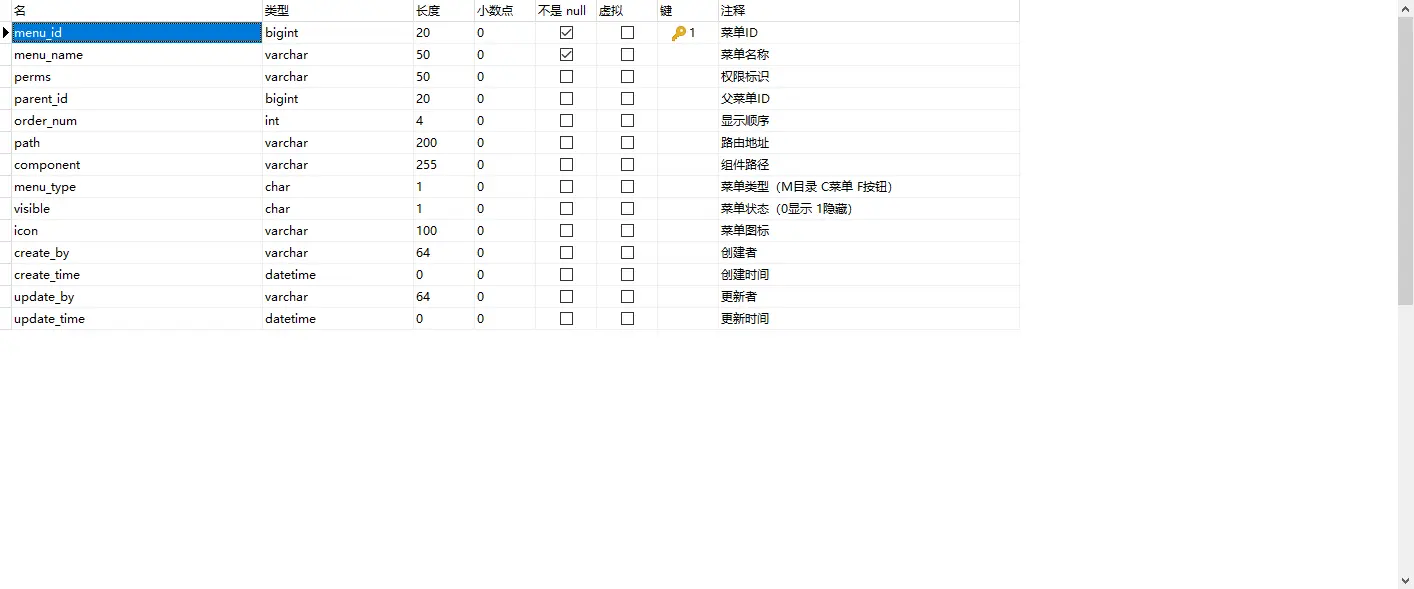 名 类型 长度 小数点 不是 null 虚拟 键 注释
menu_id bigint 20 0 1 菜单ID
menu_name varchar 50 0 菜单名称
perms varchar 50 0 权限标识
parent_id bigint 20 0 父菜单ID
order_num int 4 0 显示顺序
path varchar 200 0 路由地址
component varchar 255 0 组件路径
menu_type char 1 0 菜单类型（M目录 C菜单 F按钮）
visible char 1 0 菜单状态（0显示 1隐藏）
icon varchar 100 0 菜单图标
create_by varchar 64 0 创建者
create_time datetime 0 0 创建时间
update_by varchar 64 0 更新者
update_time datetime 0 0 更新时间